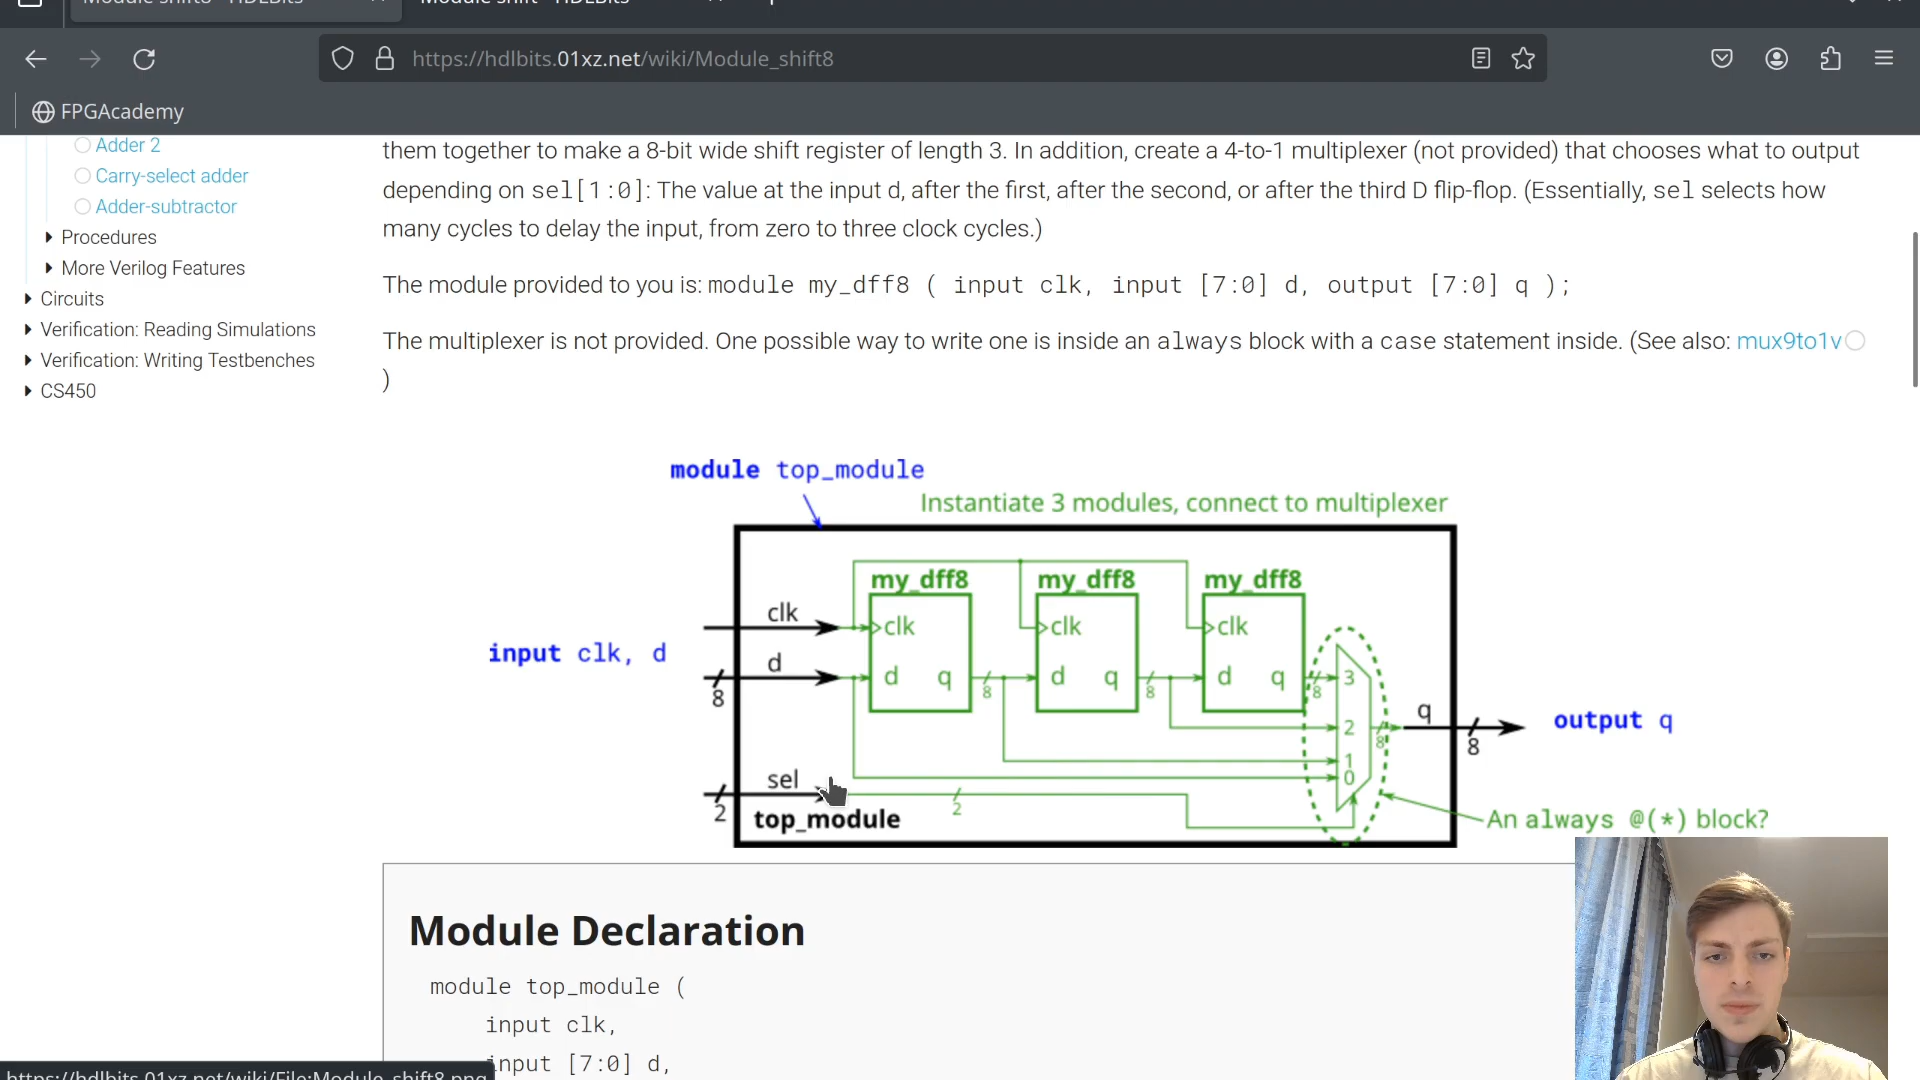 https://hdlbits.01xz.net/wiki/Module_shift8
FPGAcademy
Adder 2
Carry-select adder
Adder-subtractor
Procedures
More Verilog Features
Circuits
Verification: Reading Simulations
Verification: Writing Testbenches
CS450
them together to make a 8-bit wide shift register of length 3. In addition, create a 4-to-1 multiplexer (not provided) that chooses what to output
depending on sel[1:0]: The value at the input d, after the first, after the second, or after the third D flip-flop. (Essentially, sel selects how
many cycles to delay the input, from zero to three clock cycles.)
The module provided to you is: module my_dff8 ( input clk, input [7:0] d, output [7:0] q );
The multiplexer is not provided. One possible way to write one is inside an always block with a case statement inside. (See also: mux9to1v
)
module top_module
Instantiate 3 modules, connect to multiplexer
my_dff8 my_dff8 my_dff8
clk clk clk clk
input clk, d
d d q 8 d q 8 d q 8 3
8
2 8 q 8 output q
1
0
sel 2
2 top_module
An always @(*) block?
Module Declaration
module top_module (
input clk,
input [7:0] d,
https://hdlbits.01xz.net/wiki/File:Module_shift8.png